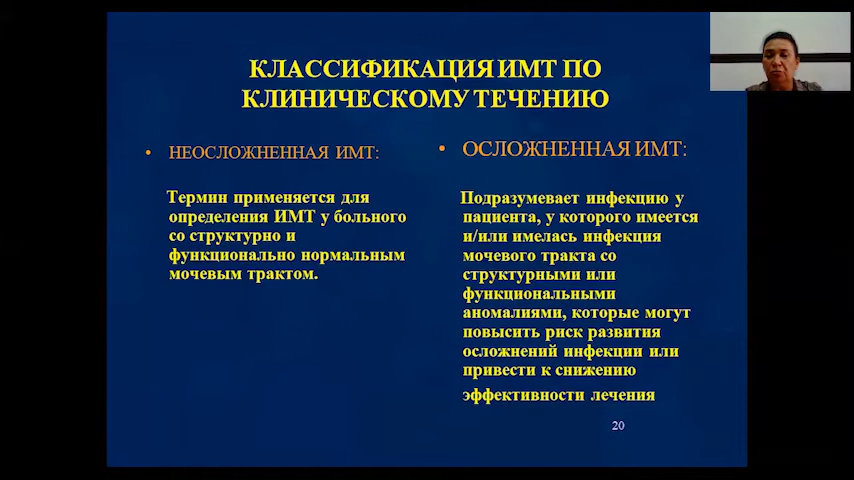 КЛАССИФИКАЦИЯ ИМТ ПО
КЛИНИЧЕСКОМУ ТЕЧЕНИЮ
• НЕОСЛОЖНЕННАЯ ИМТ:
Термин применяется для
определения ИМТ у больного
со структурно и
функционально нормальным
мочевым трактом.
• ОСЛОЖНЕННАЯ ИМТ:
Подразумевает инфекцию у
пациента, у которого имеется
и/или имелась инфекция
мочевого тракта со
структурными или
функциональными
аномалиями, которые могут
повысить риск развития
осложнений инфекции или
привести к снижению
эффективности лечения
20